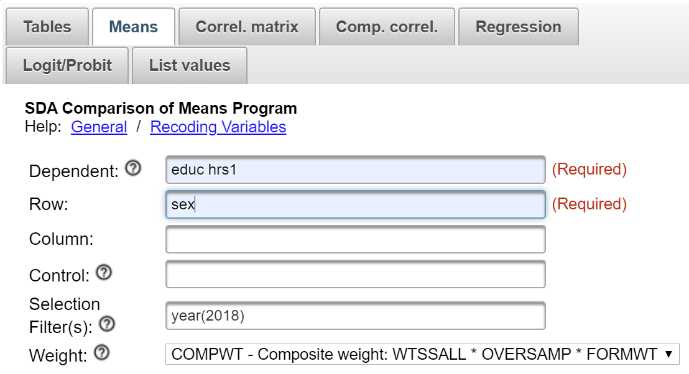 Tables Means Correl. matrix Comp. correl. Regression
Logit/Probit List values
SDA Comparison of Means Program
Help: General / Recoding Variables
Dependent: ? educ hrs1 (Required)
Row: sex (Required)
Column:
Control: ?
Selection
Filter(s): ? year(2018)
Weight: ? COMPWT - Composite weight: WTSSALL * OVERSAMP * FORMWT ▼